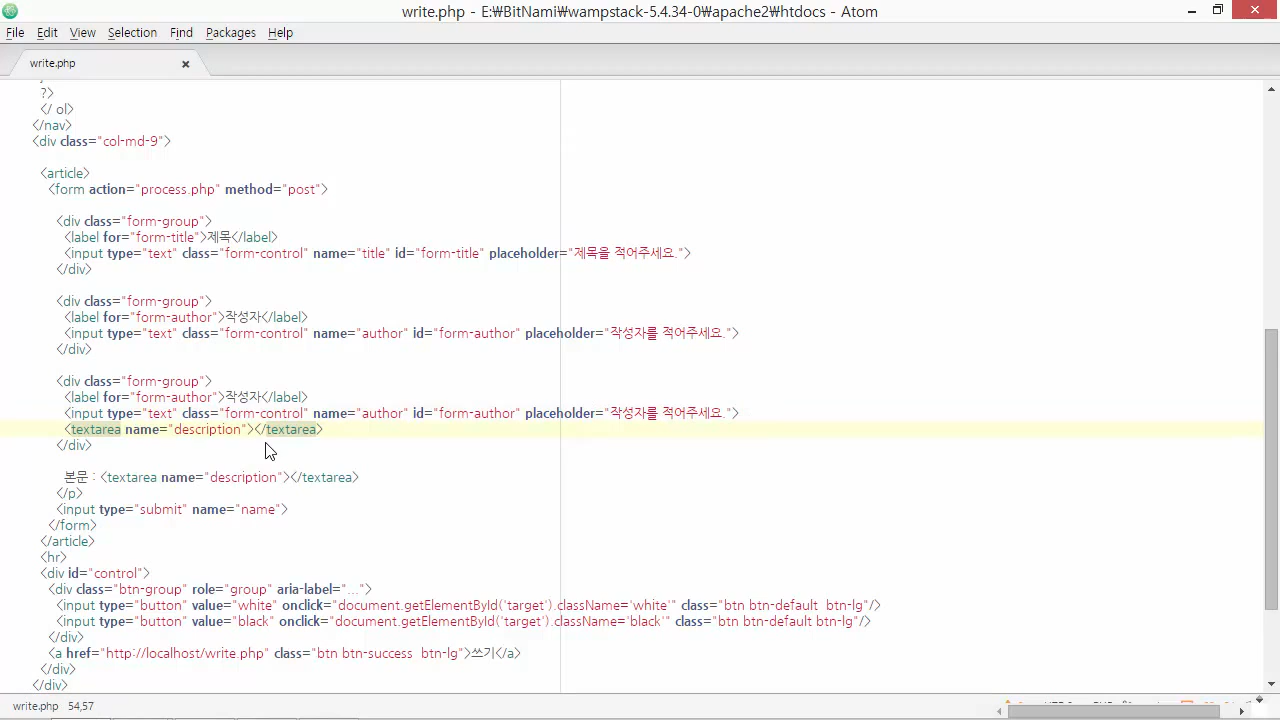 write.php - E:\BitNami\wampstack-5.4.34-0\apache2\htdocs - Atom
File Edit View Selection Find Packages Help
write.php
?>
</ ol>
</nav>
<div class="col-md-9">
<article>
<form action="process.php" method="post">
<div class="form-group">
<label for="form-title">제목</label>
<input type="text" class="form-control" name="title" id="form-title" placeholder="제목을 적어주세요.">
</div>
<div class="form-group">
<label for="form-author">작성자</label>
<input type="text" class="form-control" name="author" id="form-author" placeholder="작성자를 적어주세요.">
</div>
<div class="form-group">
<label for="form-author">작성자</label>
<input type="text" class="form-control" name="author" id="form-author" placeholder="작성자를 적어주세요.">
<textarea name="description"></textarea>
</div>
본문 : <textarea name="description"></textarea>
</p>
<input type="submit" name="name">
</form>
</article>
<hr>
<div id="control">
<div class="btn-group" role="group" aria-label="...">
<input type="button" value="white" onclick="document.getElementById('target').className='white'" class="btn btn-default  btn-lg"/>
<input type="button" value="black" onclick="document.getElementById('target').className='black'" class="btn btn-default btn-lg"/>
</div>
<a href="http://localhost/write.php" class="btn btn-success  btn-lg">쓰기</a>
</div>
</div>
write.php 54,57